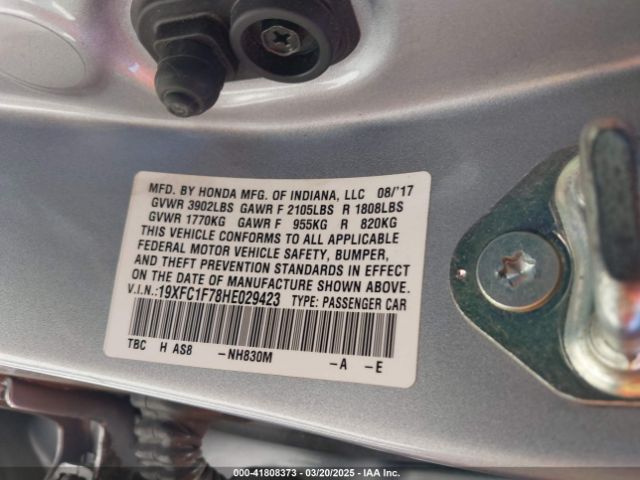 MFD. BY HONDA MFG. OF INDIANA, LLC 08/'17
GVWR 3902LBS GAWR F 2105LBS R 1808LBS
GVWR 1770KG GAWR F 955KG R 820KG
THIS VEHICLE CONFORMS TO ALL APPLICABLE
FEDERAL MOTOR VEHICLE SAFETY, BUMPER,
AND THEFT PREVENTION STANDARDS IN EFFECT
ON THE DATE OF MANUFACTURE SHOWN ABOVE.
V.I.N.:19XFC1F78HE029423 TYPE: PASSENGER CAR
TBC H AS8 -NH830M -A -E
00-41808373 — 03/20/2025 — IAA Inc.